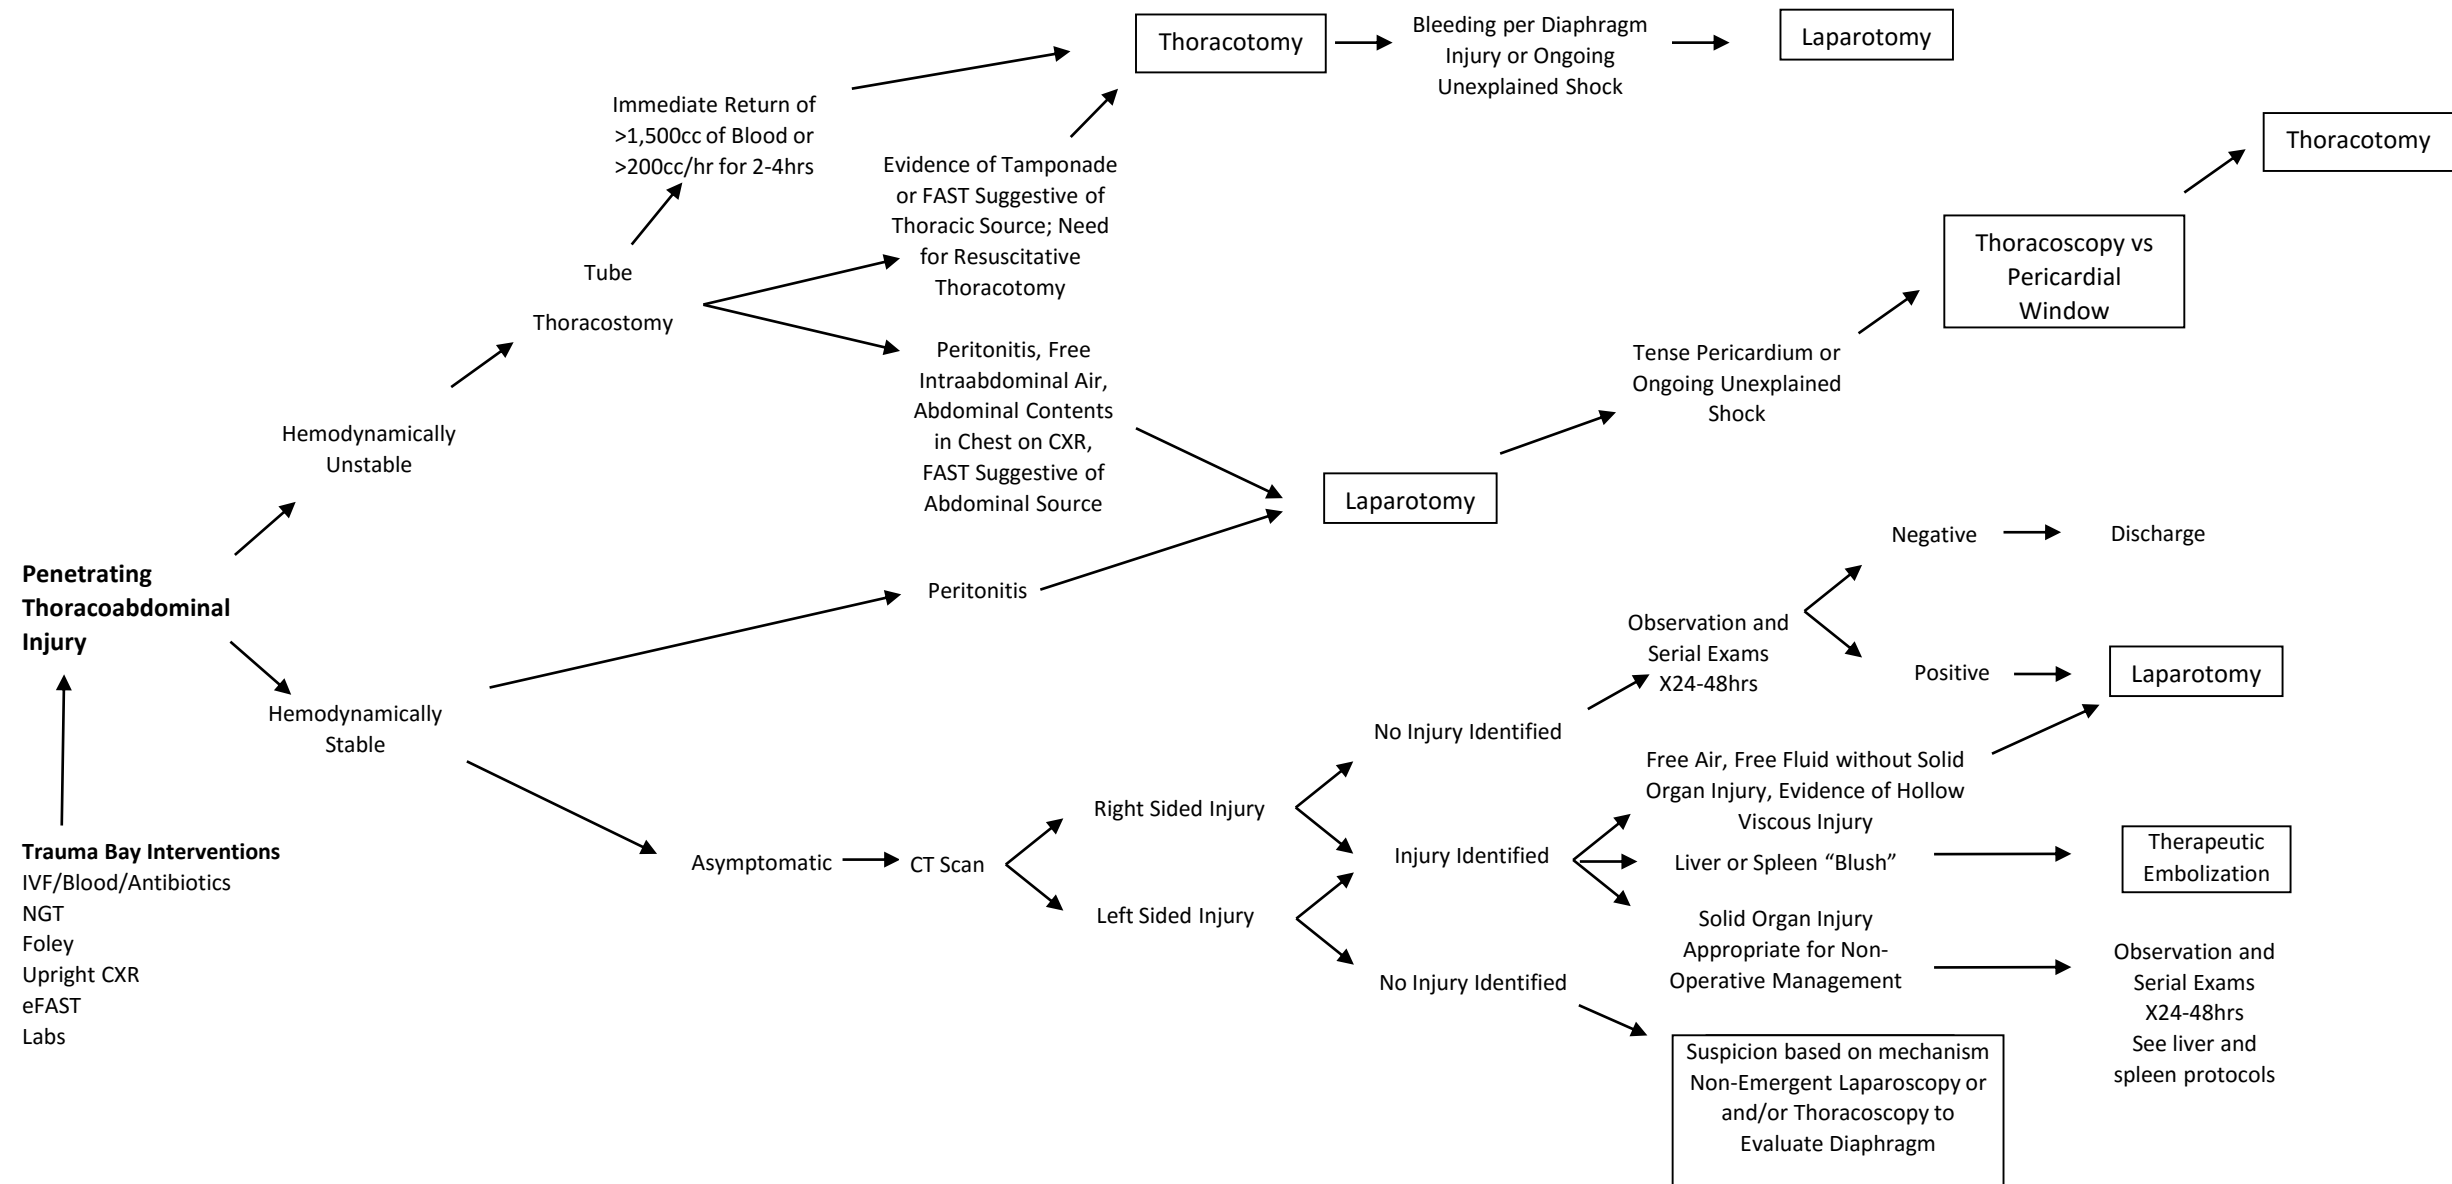 Thoracotomy
Bleeding per Diaphragm
Injury or Ongoing
Unexplained Shock
Laparotomy
Immediate Return of
>1,500cc of Blood or
>200cc/hr for 2-4hrs
Thoracotomy
Evidence of Tamponade
or FAST Suggestive of
Thoracic Source; Need
for Resuscitative
Thoracotomy
Thoracoscopy vs
Pericardial
Window
Tube
Thoracostomy
Peritonitis, Free
Intraabdominal Air,
Abdominal Contents
in Chest on CXR,
FAST Suggestive of
Abdominal Source
Tense Pericardium or
Ongoing Unexplained
Shock
Hemodynamically
Unstable
Laparotomy
Negative
Discharge
Penetrating
Thoracoabdominal
Injury
Peritonitis
Observation and
Serial Exams
X24-48hrs
Positive
Laparotomy
Hemodynamically
Stable
No Injury Identified
Free Air, Free Fluid without Solid
Organ Injury, Evidence of Hollow
Viscous Injury
Right Sided Injury
Trauma Bay Interventions
IVF/Blood/Antibiotics
NGT
Foley
Upright CXR
eFAST
Labs
Asymptomatic
CT Scan
Injury Identified
Liver or Spleen “Blush”
Therapeutic
Embolization
Left Sided Injury
Solid Organ Injury
Appropriate for Non-
Operative Management
Observation and
Serial Exams
X24-48hrs
See liver and
spleen protocols
No Injury Identified
Suspicion based on mechanism
Non-Emergent Laparoscopy or
and/or Thoracoscopy to
Evaluate Diaphragm